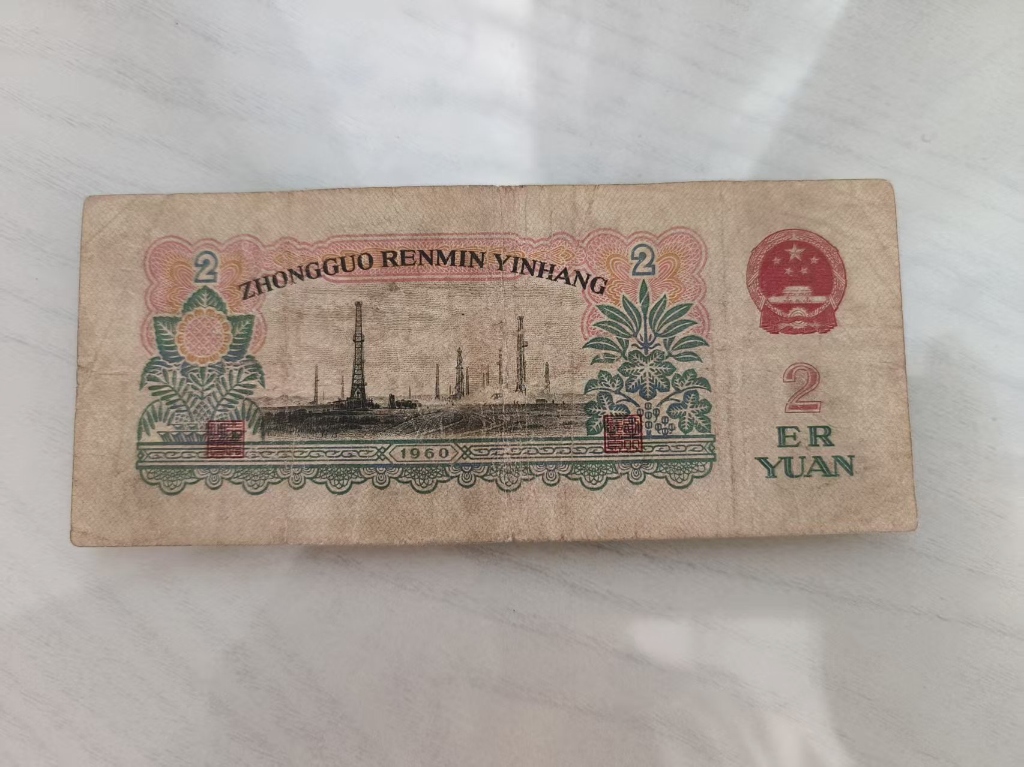 2 2
ZHONGGUO RENMIN YINHANG
1960
2
ER
YUAN